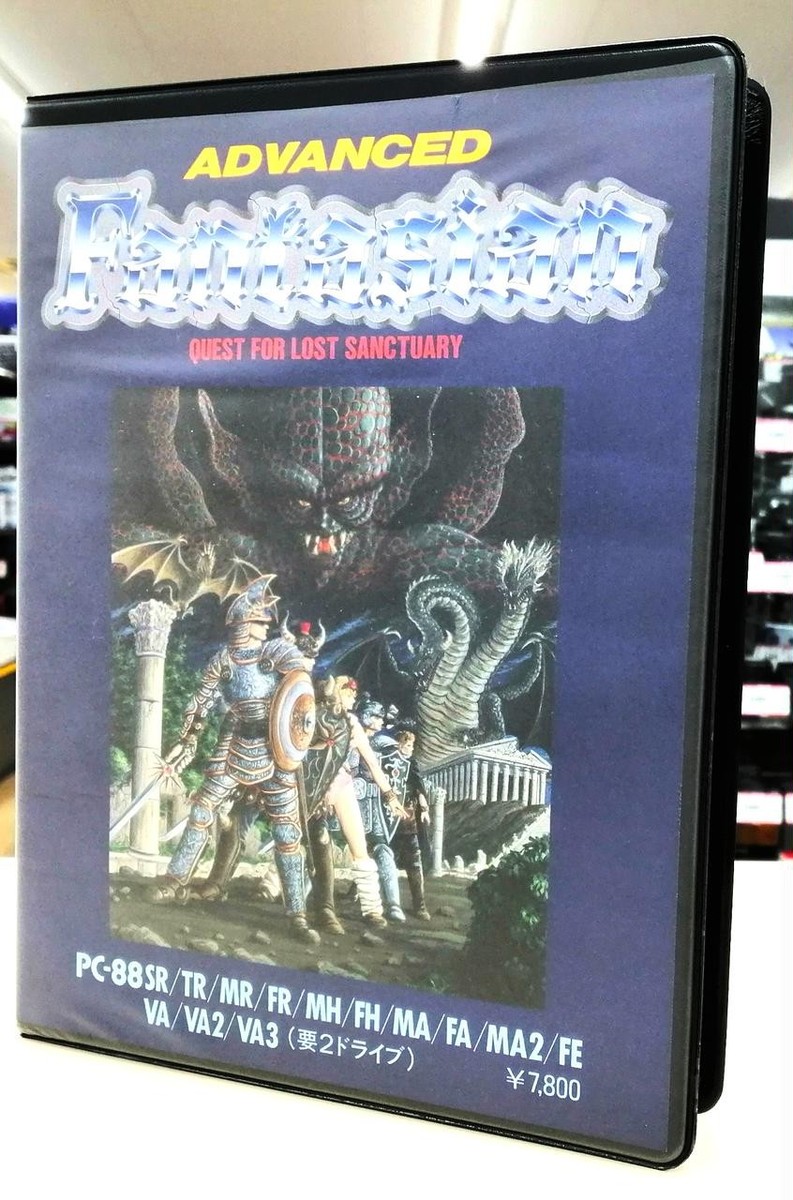 ADVANCED
Fantasian
QUEST FOR LOST SANCTUARY
PC-88SR/TR/MR/FR/MH/FH/MA/FA/MA2/FE
VA/VA2/VA3(要2ドライブ)
¥7,800